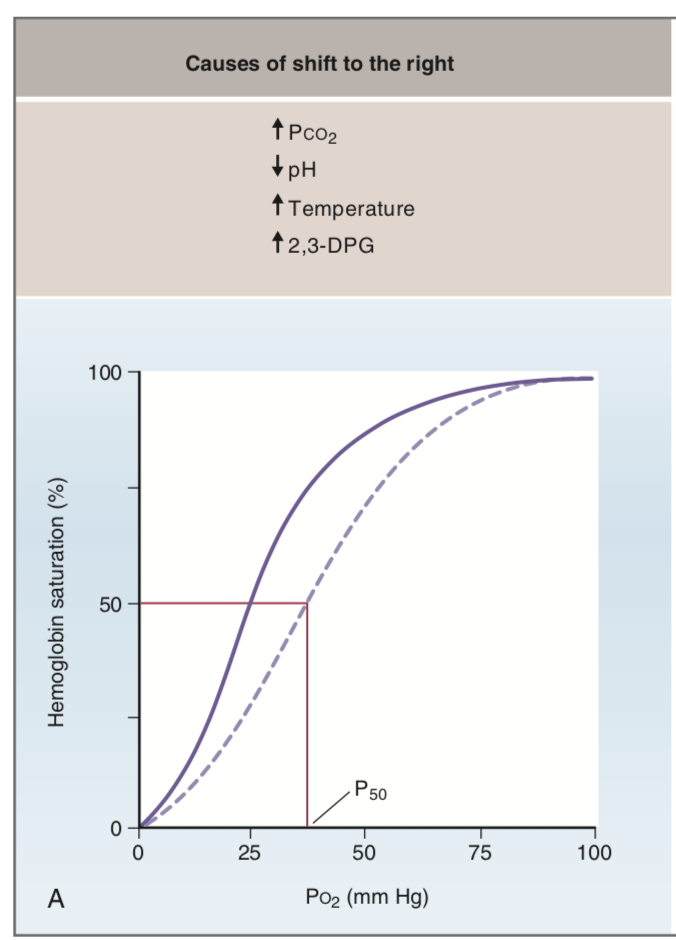 Causes of shift to the right
↑ PCO₂
↓ pH
↑ Temperature
↑ 2,3-DPG
Hemoglobin saturation (%)
100
50
0
P₅₀
0 25 50 75 100
A
PO₂ (mm Hg)